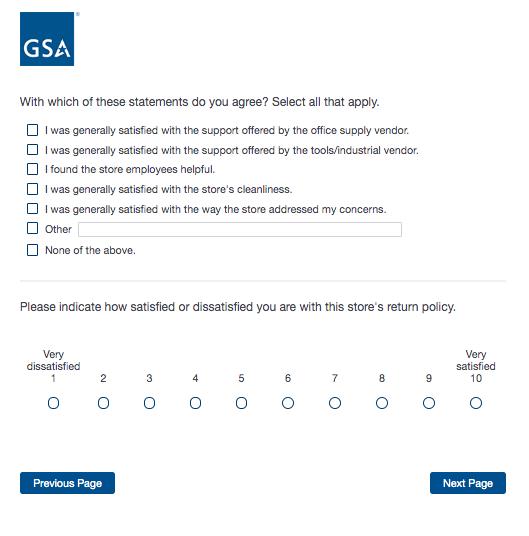 GSA
With which of these statements do you agree? Select all that apply.
I was generally satisfied with the support offered by the office supply vendor.
I was generally satisfied with the support offered by the tools/industrial vendor.
I found the store employees helpful.
I was generally satisfied with the store's cleanliness.
I was generally satisfied with the way the store addressed my concerns.
Other
None of the above.
Please indicate how satisfied or dissatisfied you are with this store's return policy.
Very Very
dissatisfied satisfied
1 2 3 4 5 6 7 8 9 10
Previous Page Next Page